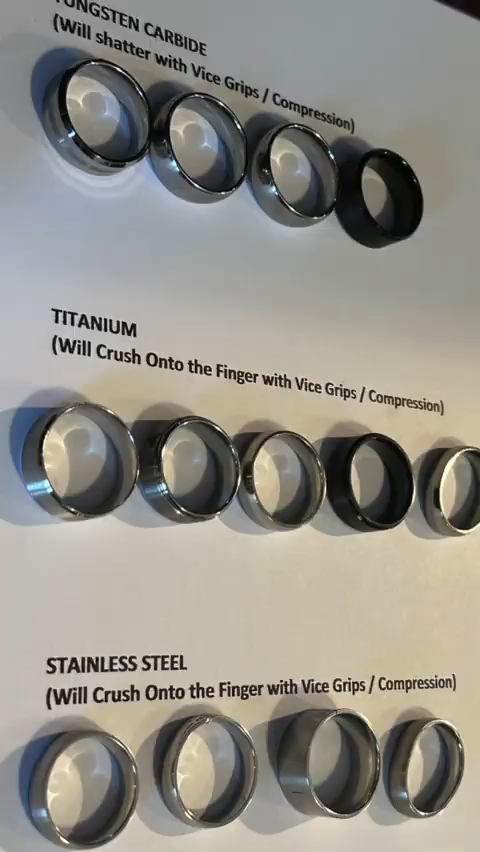 TUNGSTEN CARBIDE
(Will shatter with Vice Grips / Compression)
TITANIUM
(Will Crush Onto the Finger with Vice Grips / Compression)
STAINLESS STEEL
(Will Crush Onto the Finger with Vice Grips / Compression)